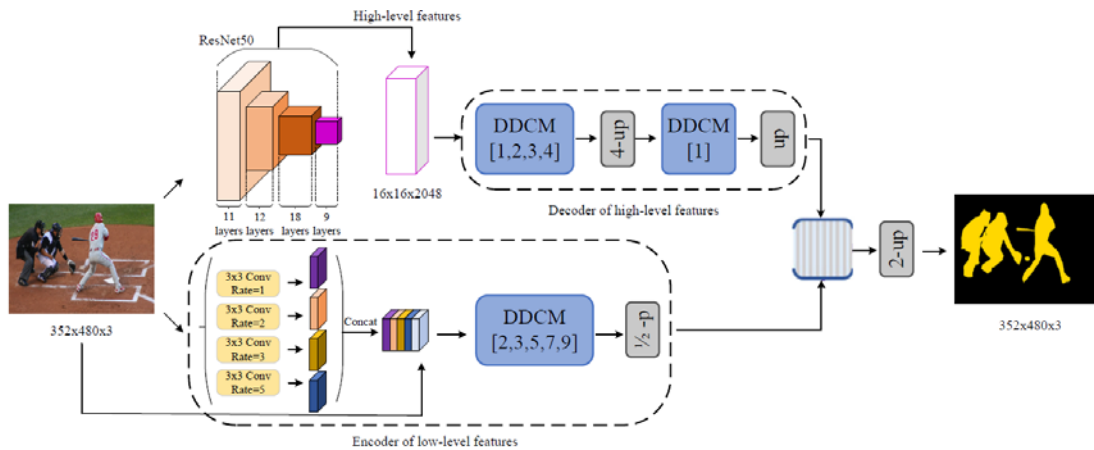 High-level features
ResNet50
DDCM
[1,2,3,4]
4-up
DDCM
[1]
up
16x16x2048
Decoder of high-level features
11
layers
12
layers
18
layers
9
layers
352x480x3
3x3 Conv
Rate=1
3x3 Conv
Rate=2
3x3 Conv
Rate=3
3x3 Conv
Rate=5
Concat
DDCM
[2,3,5,7,9]
½-p
Encoder of low-level features
2-up
352x480x3